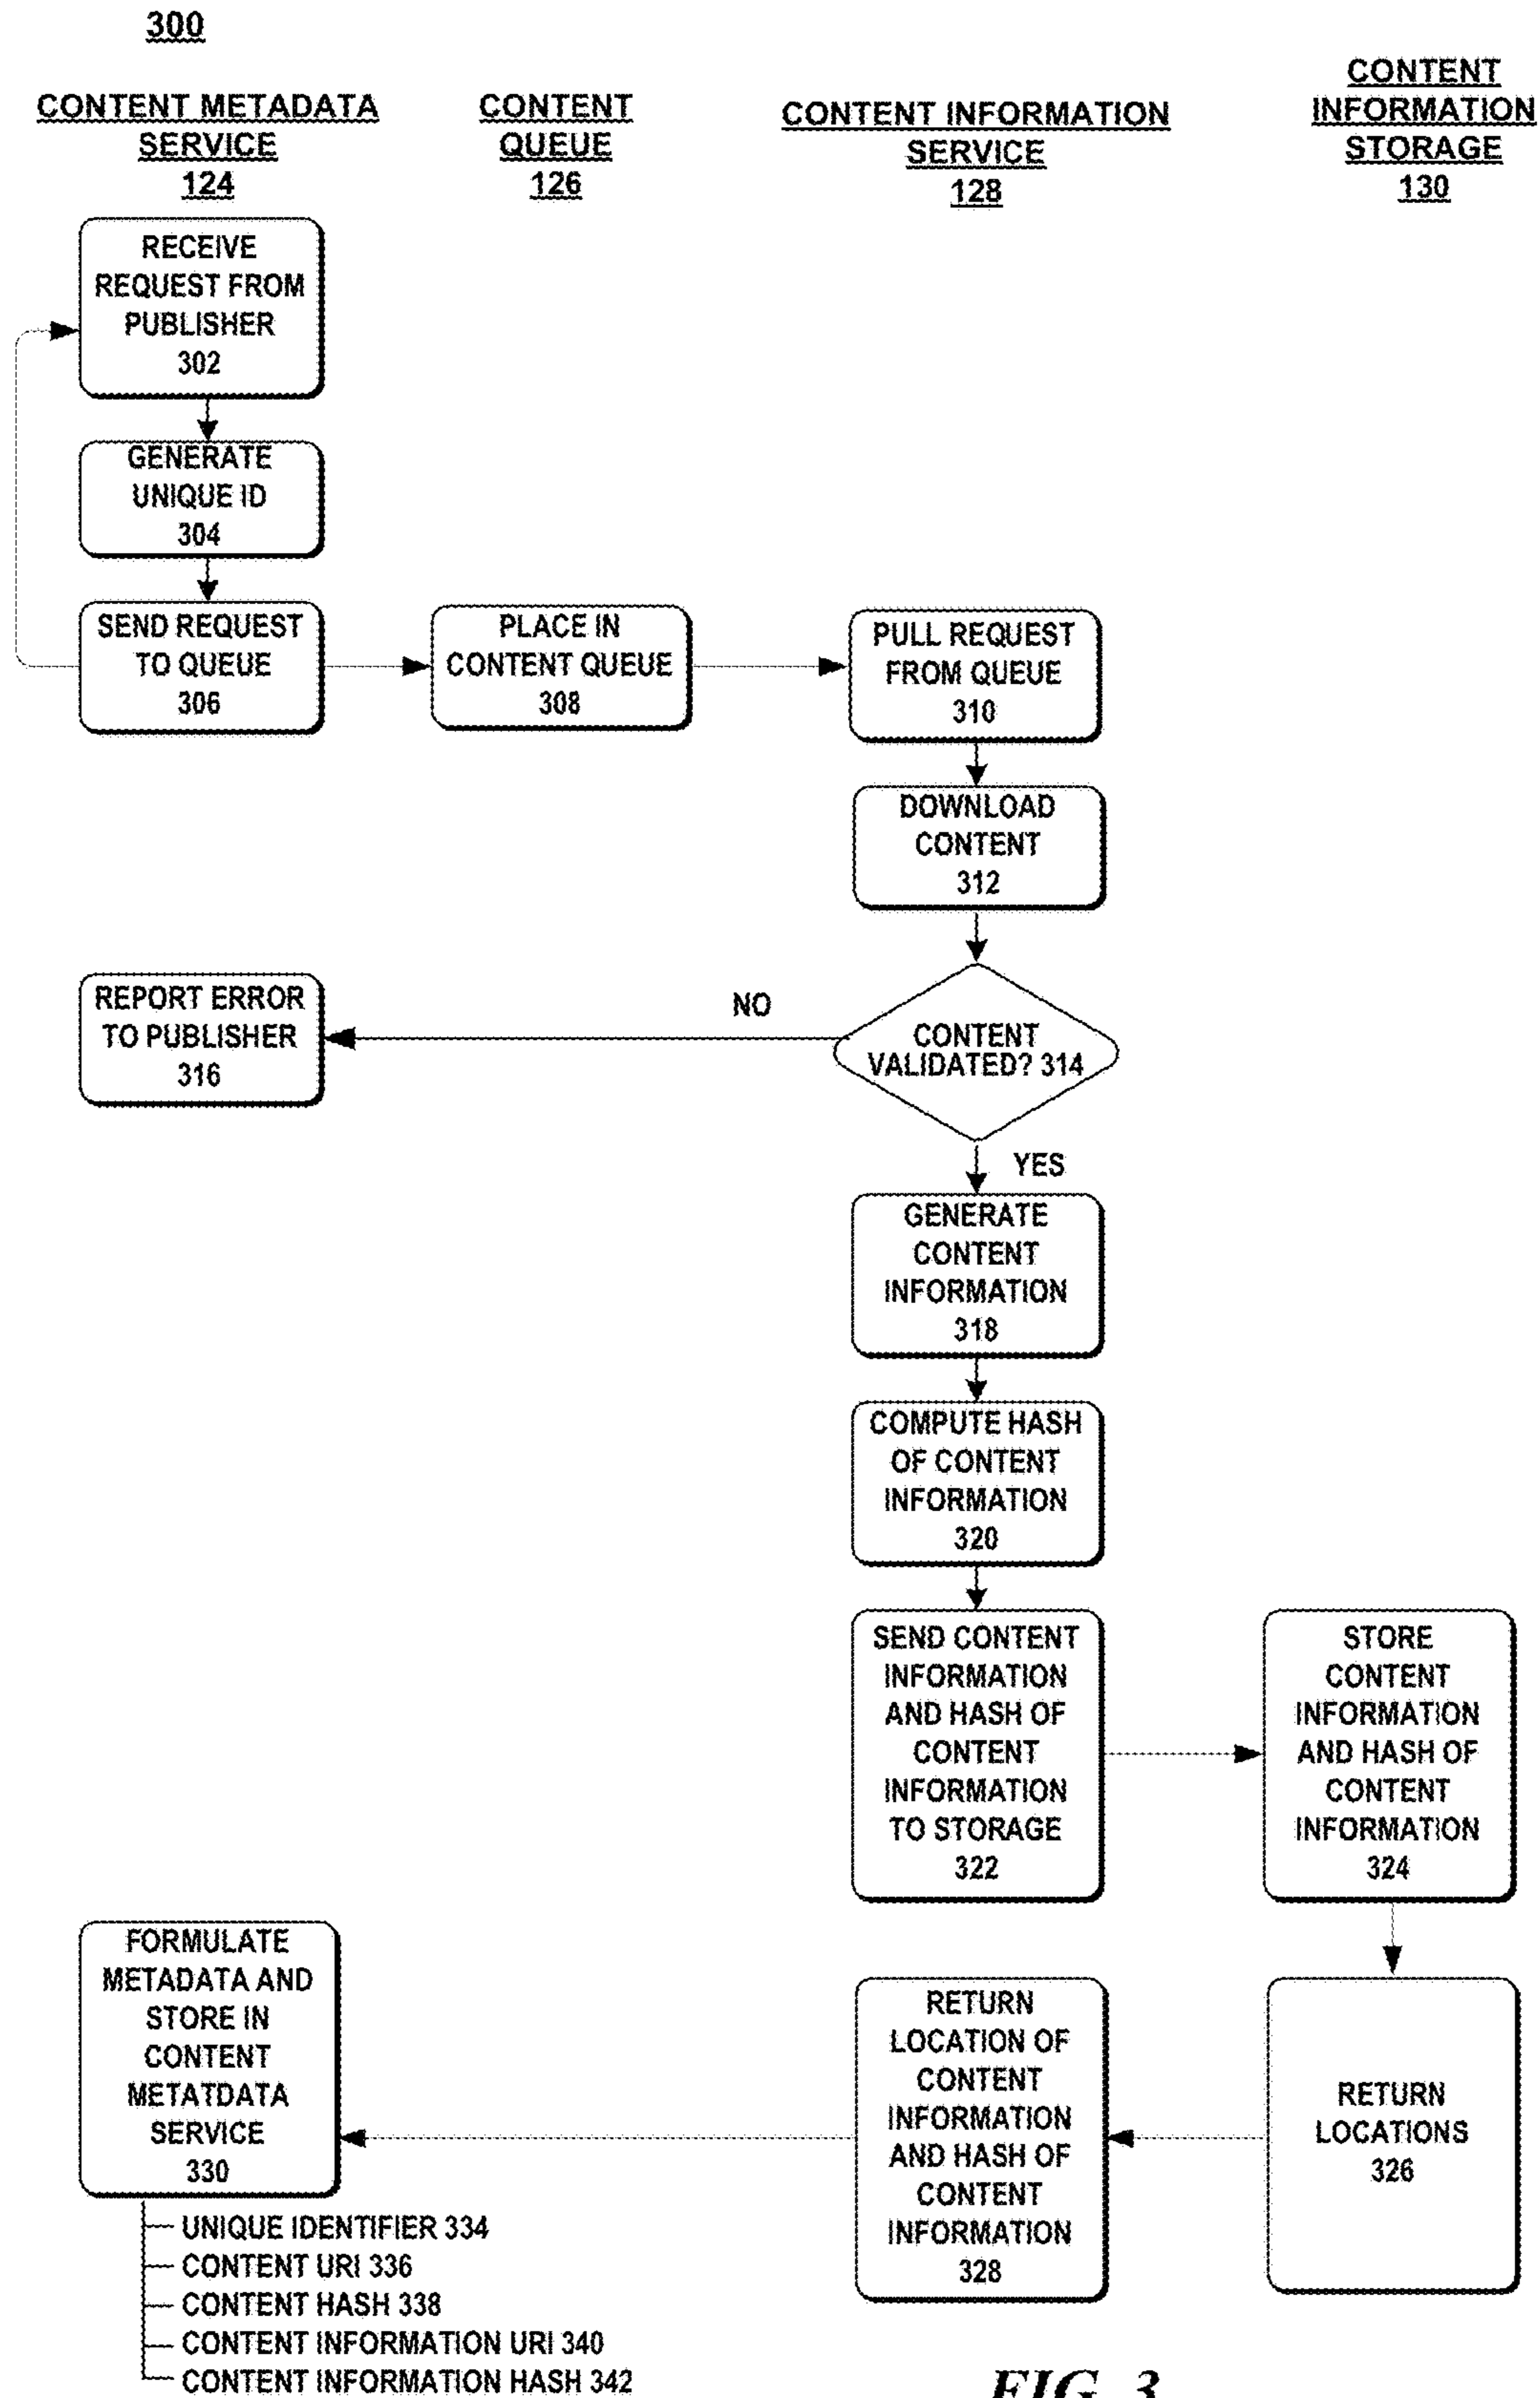 300
CONTENT METADATA
SERVICE
124
CONTENT
QUEUE
126
CONTENT INFORMATION
SERVICE
128
CONTENT
INFORMATION
STORAGE
130
RECEIVE
REQUEST FROM
PUBLISHER
302
GENERATE
UNIQUE ID
304
SEND REQUEST
TO QUEUE
306
PLACE IN
CONTENT QUEUE
308
PULL REQUEST
FROM QUEUE
310
DOWNLOAD
CONTENT
312
CONTENT
VALIDATED? 314
NO
REPORT ERROR
TO PUBLISHER
316
YES
GENERATE
CONTENT
INFORMATION
318
COMPUTE HASH
OF CONTENT
INFORMATION
320
SEND CONTENT
INFORMATION
AND HASH OF
CONTENT
INFORMATION
TO STORAGE
322
STORE
CONTENT
INFORMATION
AND HASH OF
CONTENT
INFORMATION
324
RETURN
LOCATIONS
326
RETURN
LOCATION OF
CONTENT
INFORMATION
AND HASH OF
CONTENT
INFORMATION
328
FORMULATE
METADATA AND
STORE IN
CONTENT
METATDATA
SERVICE
330
UNIQUE IDENTIFIER 334
CONTENT URI 336
CONTENT HASH 338
CONTENT INFORMATION URI 340
CONTENT INFORMATION HASH 342
FIG. 3